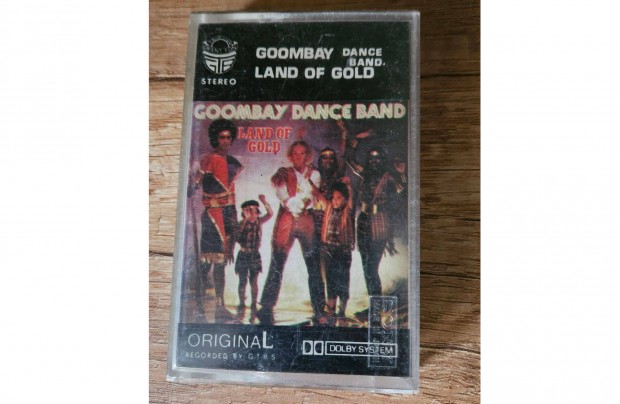 GOOMBAY DANCE
BAND.
LAND OF GOLD
STEREO
GOOMBAY DANCE BAND
LAND OF
GOLD
ORIGINAL
RECORDED BY G.T.B.S
DOLBY SYSTEM